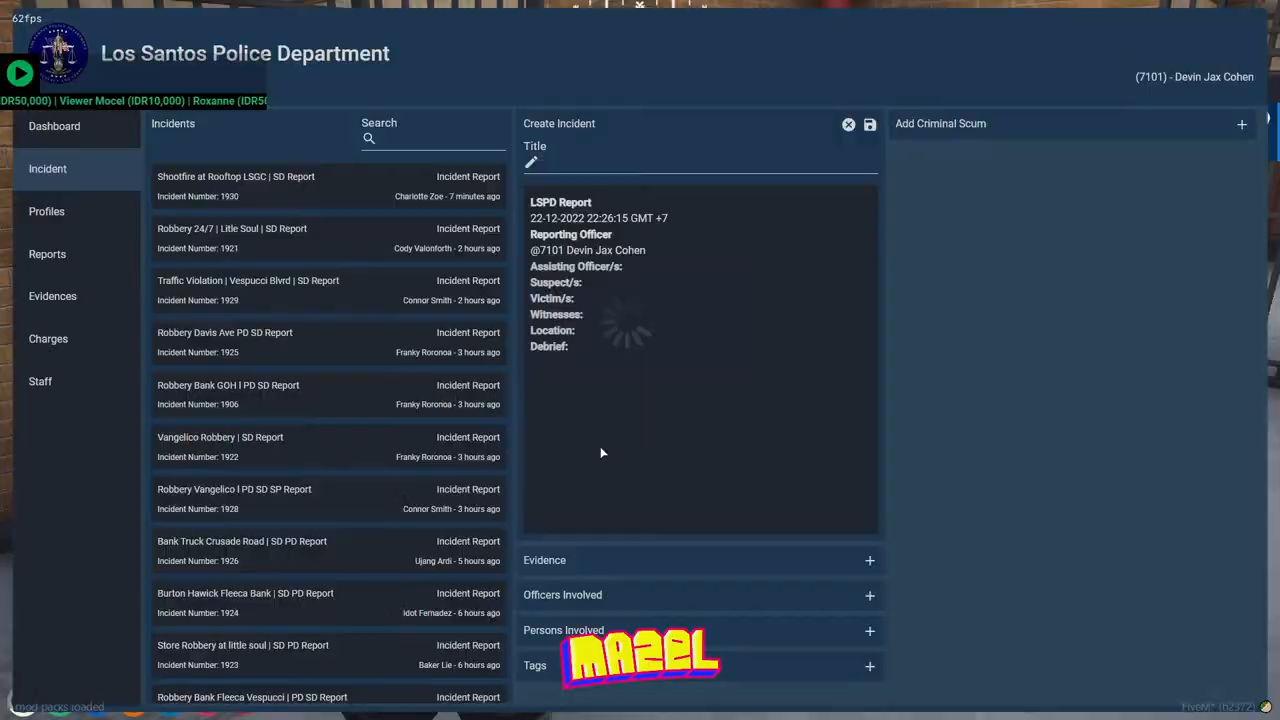 62fps
Los Santos Police Department
(7101) - Devin Jax Cohen
DR50,000) | Viewer Mocel (IDR10,000) | Roxanne (IDR50
Dashboard
Incident
Profiles
Reports
Evidences
Charges
Staff
Incidents
Search
Shootfire at Rooftop LSGC | SD Report
Incident Report
Incident Number: 1930
Charlotte Zoe - 7 minutes ago
Robbery 24/7 | Litle Soul | SD Report
Incident Report
Incident Number: 1921
Cody Valonforth - 2 hours ago
Traffic Violation | Vespucci Blvrd | SD Report
Incident Report
Incident Number: 1929
Connor Smith - 2 hours ago
Robbery Davis Ave PD SD Report
Incident Report
Incident Number: 1925
Franky Roronoa - 3 hours ago
Robbery Bank GOH l PD SD Report
Incident Report
Incident Number: 1906
Franky Roronoa - 3 hours ago
Vangelico Robbery | SD Report
Incident Report
Incident Number: 1922
Franky Roronoa - 3 hours ago
Robbery Vangelico l PD SD SP Report
Incident Report
Incident Number: 1928
Connor Smith - 3 hours ago
Bank Truck Crusade Road | SD PD Report
Incident Report
Incident Number: 1926
Ujang Ardi - 5 hours ago
Burton Hawick Fleeca Bank | SD PD Report
Incident Report
Incident Number: 1924
Idot Fernadez - 6 hours ago
Store Robbery at little soul | SD PD Report
Incident Report
Incident Number: 1923
Baker Lie - 6 hours ago
Robbery Bank Fleeca Vespucci | PD SD Report
Incident Report
Create Incident
Title
LSPD Report
22-12-2022 22:26:15 GMT +7
Reporting Officer
@7101 Devin Jax Cohen
Assisting Officer/s:
Suspect/s:
Victim/s:
Witnesses:
Location:
Debrief:
Evidence
Officers Involved
Persons Involved
Tags
MAZEL
Add Criminal Scum
mod packs loaded
FiveM* (b2372)